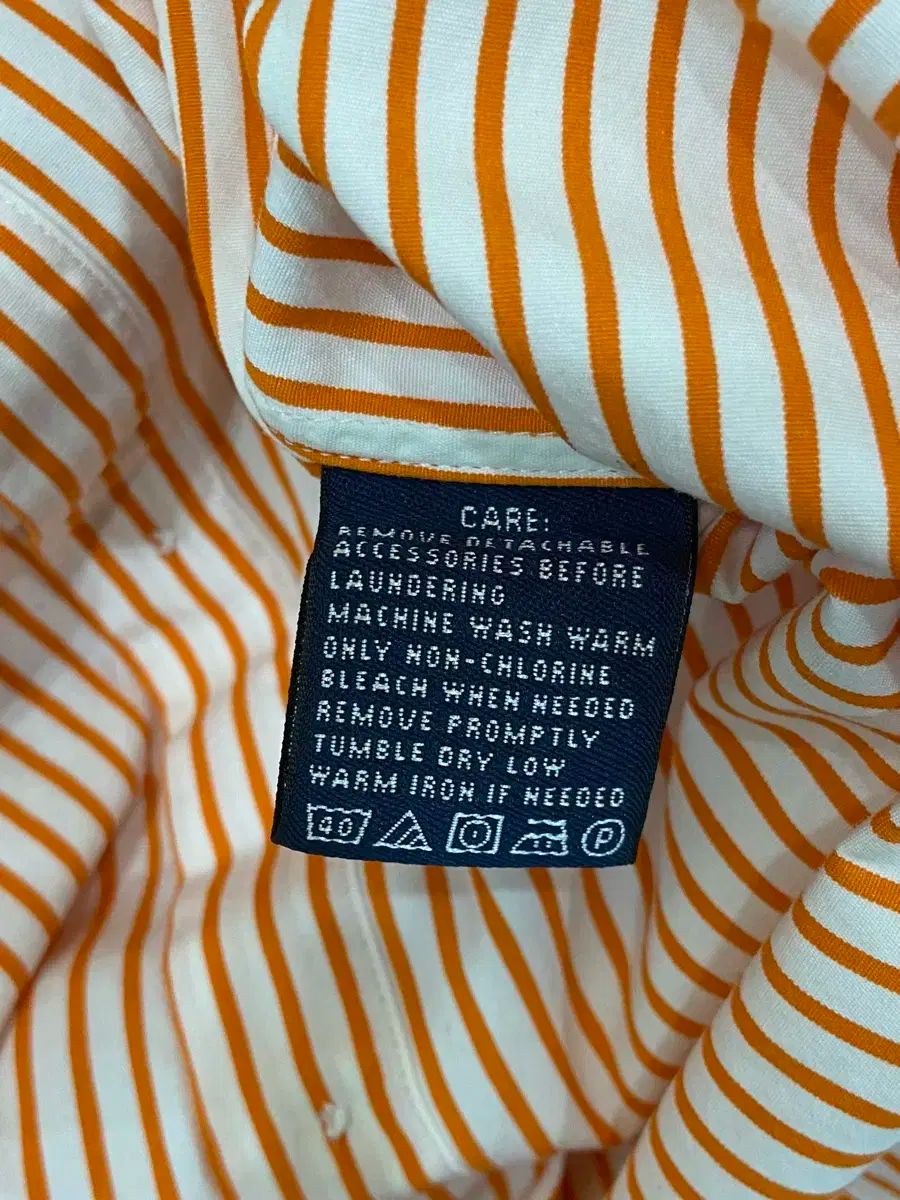 CARE:
REMOVE DETACHABLE
ACCESSORIES BEFORE
LAUNDERING
MACHINE WASH WARM
ONLY NON-CHLORINE
BLEACH WHEN NEEDED
REMOVE PROMPTLY
TUMBLE DRY LOW
WARM IRON IF NEEDED
40 P